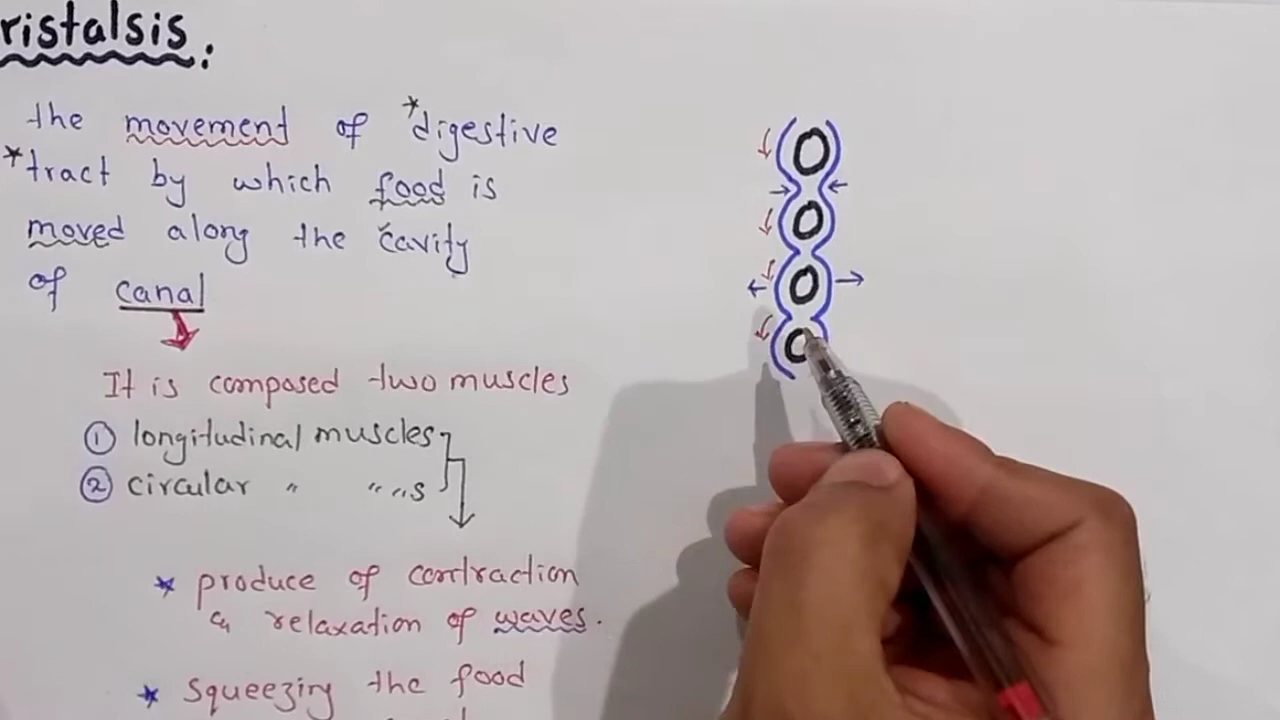 ristalsis.
the movement of *digestive
*tract by which food is
moved along the cavity
of canal
It is composed two muscles
① longitudinal muscles
② circular " " " s
* produce of contraction
& relaxation of waves.
* squeezing the food